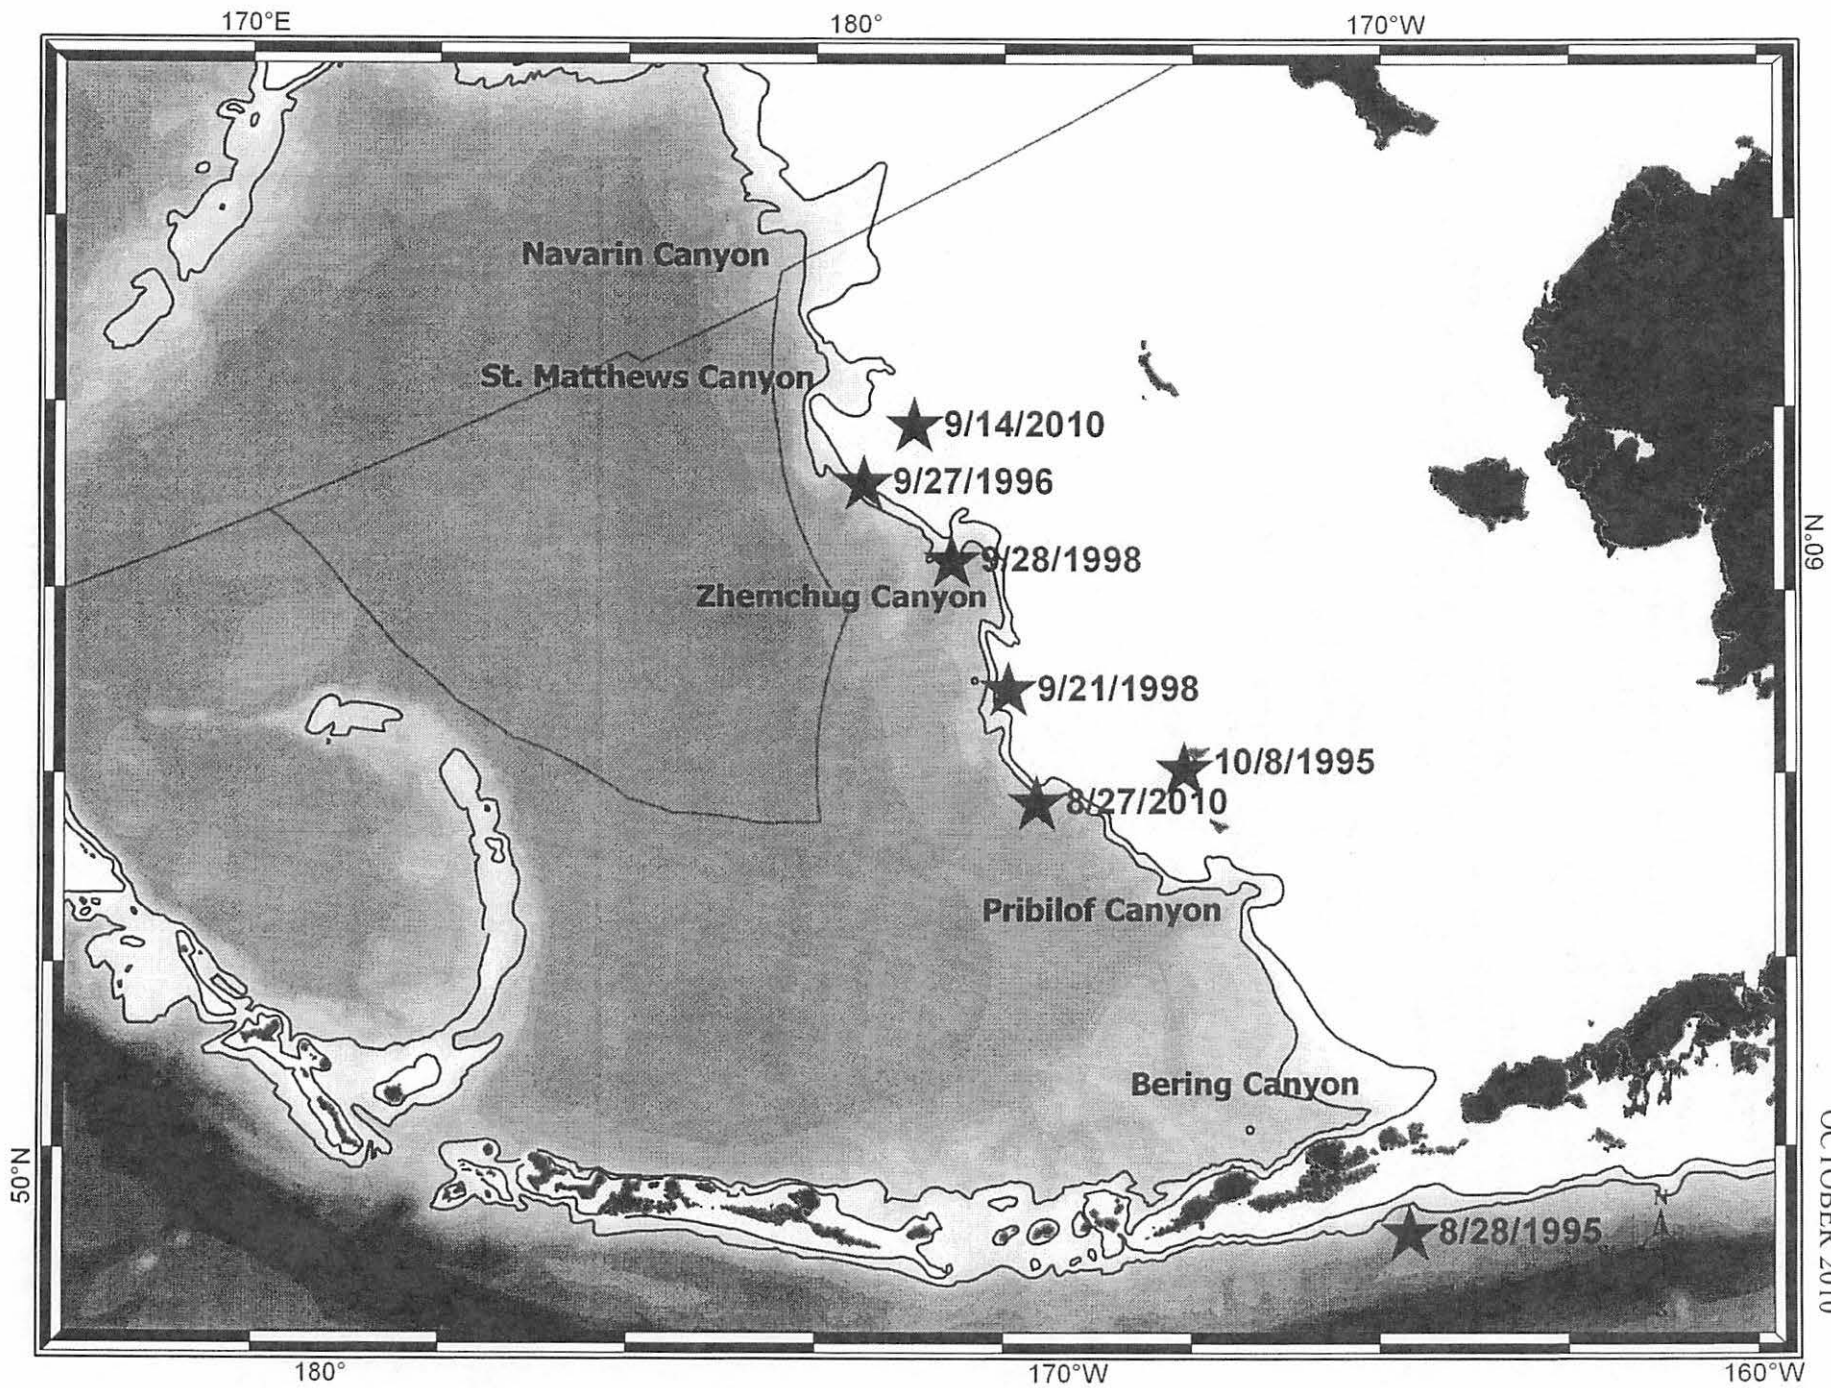 170°E 180° 170°W
Navarin Canyon
St. Matthews Canyon
9/14/2010
9/27/1996
60°N
9/28/1998
Zhemchug Canyon
9/21/1998
10/8/1995
8/27/2010
Pribilof Canyon
Bering Canyon
50°N
OCTOBER 2010
N
8/28/1995
180° 170°W 160°W